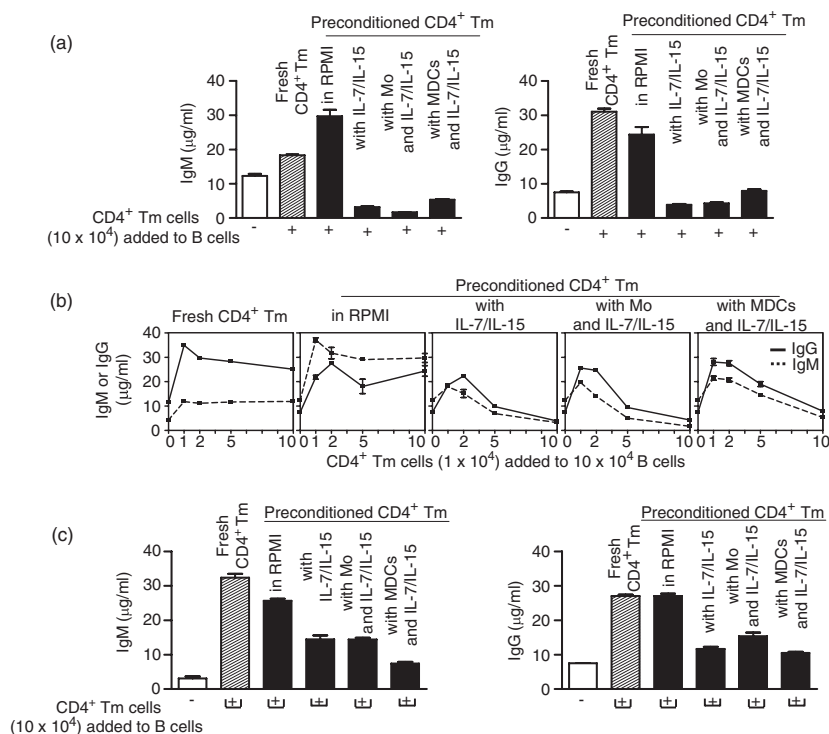 (a)
Preconditioned CD4+ Tm
Fresh
CD4+ Tm
in RPMI
with IL-7/IL-15
with Mo
and IL-7/IL-15
with MDCs
and IL-7/IL-15
IgM (μg/ml)
40
30
20
10
0
CD4+ Tm cells
(10 x 104) added to B cells
- + + + + +
Preconditioned CD4+ Tm
Fresh
CD4+ Tm
in RPMI
with IL-7/IL-15
with Mo
and IL-7/IL-15
with MDCs
and IL-7/IL-15
IgG (μg/ml)
40
30
20
10
0
- + + + + +
(b)
Preconditioned CD4+ Tm
Fresh CD4+ Tm
in RPMI
with
IL-7/IL-15
with Mo
and IL-7/IL-15
with MDCs
and IL-7/IL-15
IgM or IgG
(μg/ml)
40
30
20
10
0
IgG
IgM
0 1 2 5 10 0 1 2 5 10 0 1 2 5 10 0 1 2 5 10 0 1 2 5 10
CD4+ Tm cells (1 x 104) added to 10 x 104 B cells
(c)
Preconditioned CD4+ Tm
Fresh
CD4+ Tm
in RPMI
with
IL-7/IL-15
with Mo
and IL-7/IL-15
with MDCs
and IL-7/IL-15
IgM (μg/ml)
40
30
20
10
0
- + + + + +
CD4+ Tm cells
(10 x 104) added to B cells
Preconditioned CD4+ Tm
Fresh
CD4+ Tm
in RPMI
with IL-7/IL-15
with Mo
and IL-7/IL-15
with MDCs
and IL-7/IL-15
IgG (μg/ml)
40
30
20
10
0
- + + + + +